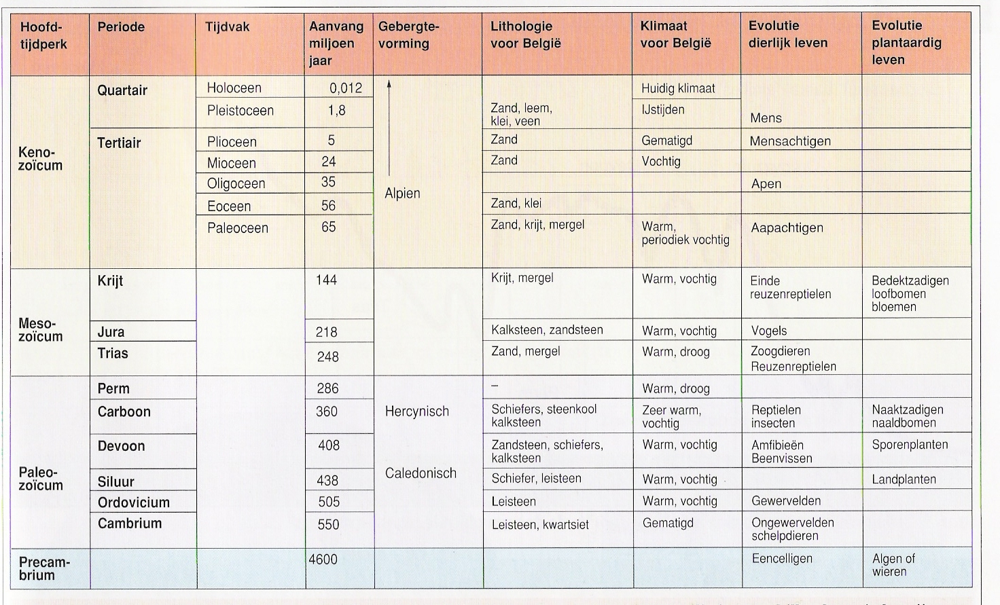 Hoofd-
tijdperk
Periode
Tijdvak
Aanvang
miljoen
jaar
Gebergte-
vorming
Lithologie
voor België
Klimaat
voor België
Evolutie
dierlijk leven
Evolutie
plantaardig
leven
Keno-
zoïcum
Quartair
Holoceen
0,012
Huidig klimaat
Pleistoceen
1,8
Zand, leem,
klei, veen
IJstijden
Mens
Tertiair
Plioceen
5
Zand
Gematigd
Mensachtigen
Mioceen
24
Zand
Vochtig
Oligoceen
35
Alpien
Apen
Eoceen
56
Zand, klei
Paleoceen
65
Zand, krijt, mergel
Warm,
periodiek vochtig
Aapachtigen
Meso-
zoïcum
Krijt
144
Krijt, mergel
Warm, vochtig
Einde
reuzenreptielen
Bedektzadigen
loofbomen
bloemen
Jura
218
Kalksteen, zandsteen
Warm, vochtig
Vogels
Trias
248
Zand, mergel
Warm, droog
Zoogdieren
Reuzenreptielen
Paleo-
zoïcum
Perm
286
–
Warm, droog
Carboon
360
Hercynisch
Schiefers, steenkool
kalksteen
Zeer warm,
vochtig
Reptielen
insecten
Naaktzadigen
naaldbomen
Devoon
408
Zandsteen, schiefers,
kalksteen
Warm, vochtig
Amfibieën
Beenvissen
Sporenplanten
Siluur
438
Caledonisch
Schiefer, leisteen
Warm, vochtig
Landplanten
Ordovicium
505
Leisteen
Warm, vochtig
Gewervelden
Cambrium
550
Leisteen, kwartsiet
Gematigd
Ongewervelden
schelpdieren
Precam-
brium
4600
Eencelligen
Algen of
wieren